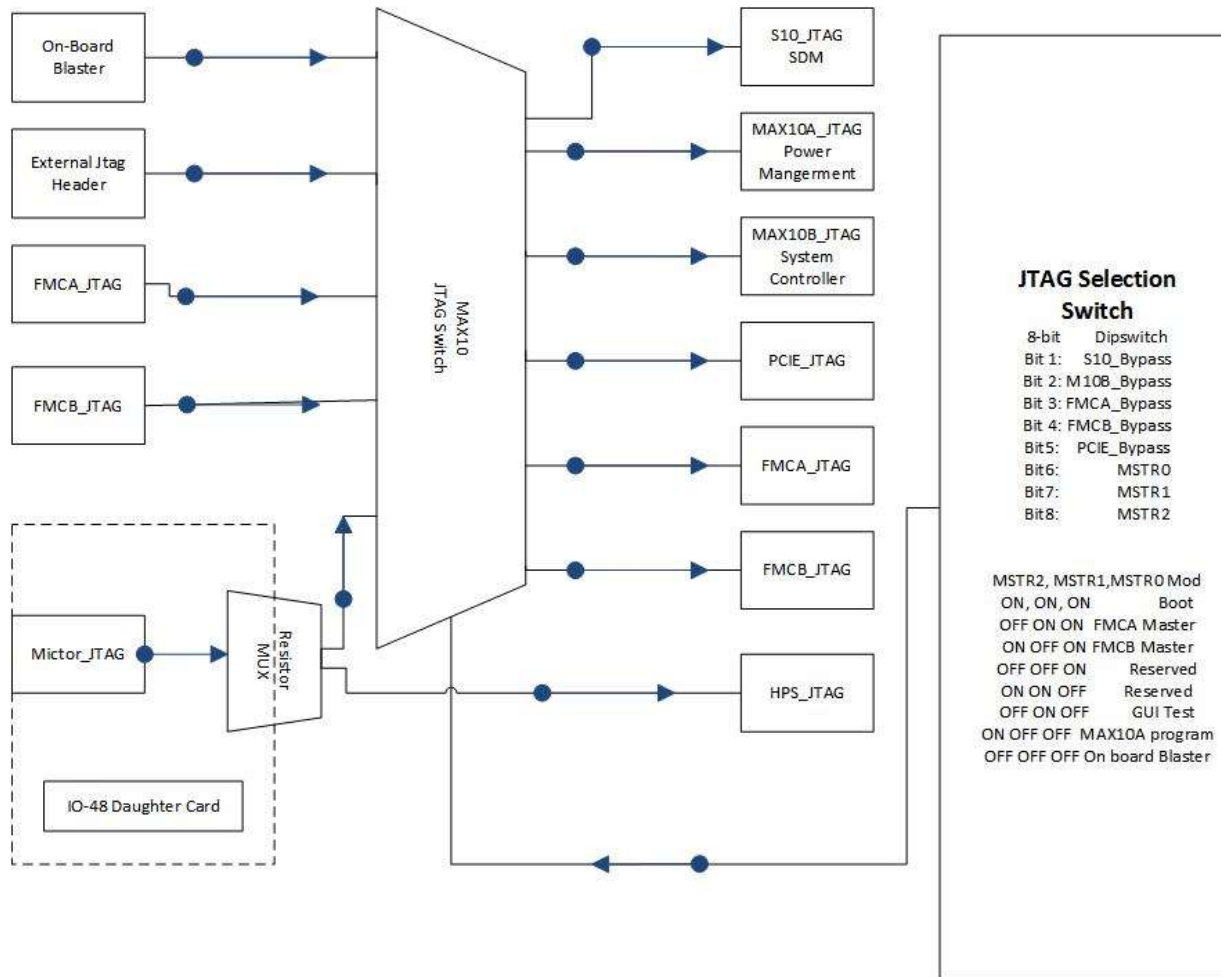 On-Board
Blaster
External Jtag
Header
FMCA_JTAG
FMCB_JTAG
Mictor_JTAG
Resistor
MUX
IO-48 Daughter Card
MAX10
JTAG Switch
S10_JTAG
SDM
MAX10A_JTAG
Power
Mangerment
MAX10B_JTAG
System
Controller
PCIE_JTAG
FMCA_JTAG
FMCB_JTAG
HPS_JTAG
JTAG Selection
Switch
8-bit Dipswitch
Bit 1: S10_Bypass
Bit 2: M10B_Bypass
Bit 3: FMCA_Bypass
Bit 4: FMCB_Bypass
Bit5: PCIE_Bypass
Bit6: MSTR0
Bit7: MSTR1
Bit8: MSTR2
MSTR2, MSTR1,MSTR0 Mod
ON, ON, ON Boot
OFF ON ON FMCA Master
ON OFF ON FMCB Master
OFF OFF ON Reserved
ON ON OFF Reserved
OFF ON OFF GUI Test
ON OFF OFF MAX10A program
OFF OFF OFF On board Blaster